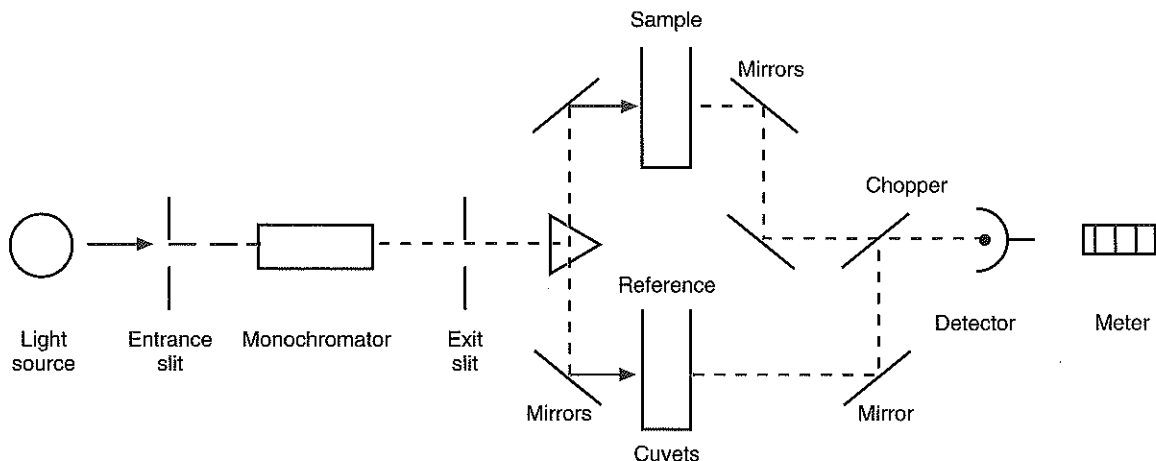 Sample
Mirrors
Chopper
Reference
Light
source
Entrance
slit
Monochromator
Exit
slit
Detector
Meter
Mirrors
Mirror
Cuvets